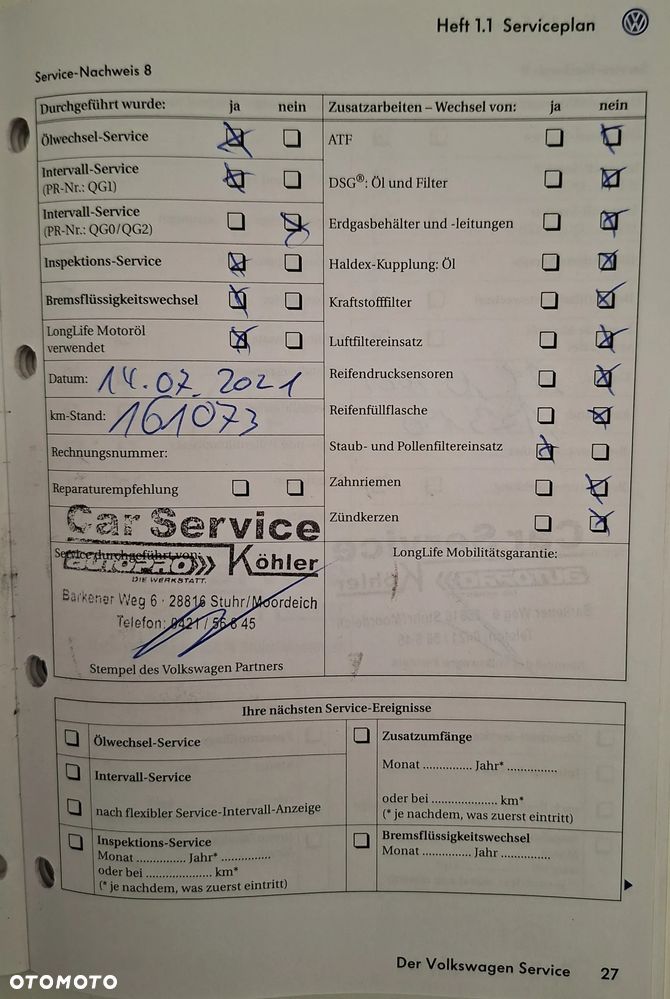 Heft 1.1 Serviceplan
Service-Nachweis 8
Durchgeführt wurde: ja nein
Ölwechsel-Service
Intervall-Service
(PR-Nr.: QG1)
Intervall-Service
(PR-Nr.: QG0/QG2)
Inspektions-Service
Bremsflüssigkeitswechsel
LongLife Motoröl
verwendet
Datum: 14.07.2021
km-Stand: 161073
Rechnungsnummer:
Reparaturempfehlung
Car Service
Service durchgeführt von:
autoPRO Köhler
DIE WERKSTATT.
Barkener Weg 6 · 28816 Stuhr/Moordeich
Telefon: 0421 / 56 8 45
Stempel des Volkswagen Partners
Zusatzarbeiten – Wechsel von: ja nein
ATF
DSG®: Öl und Filter
Erdgasbehälter und -leitungen
Haldex-Kupplung: Öl
Kraftstofffilter
Luftfiltereinsatz
Reifendrucksensoren
Reifenfüllflasche
Staub- und Pollenfiltereinsatz
Zahnriemen
Zündkerzen
LongLife Mobilitätsgarantie:
Ihre nächsten Service-Ereignisse
Ölwechsel-Service
Intervall-Service
nach flexibler Service-Intervall-Anzeige
Inspektions-Service
Monat .............. Jahr* ..............
oder bei .................... km*
(* je nachdem, was zuerst eintritt)
Zusatzumfänge
Monat .............. Jahr* ..............
oder bei .................... km*
(* je nachdem, was zuerst eintritt)
Bremsflüssigkeitswechsel
Monat .............. Jahr ..............
Der Volkswagen Service 27
OTOMOTO